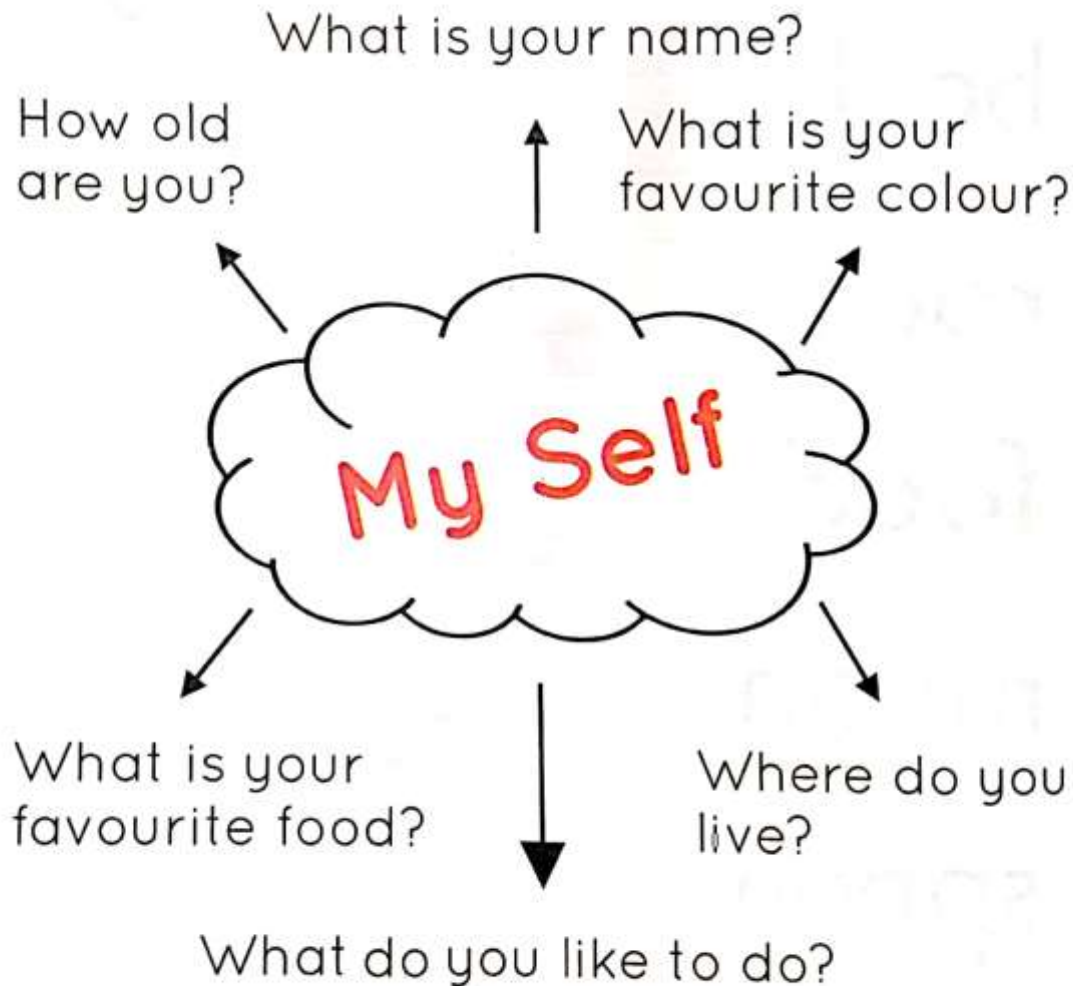 What is your name?
How old
are you?
What is your
favourite colour?
My Self
What is your
favourite food?
Where do you
live?
What do you like to do?